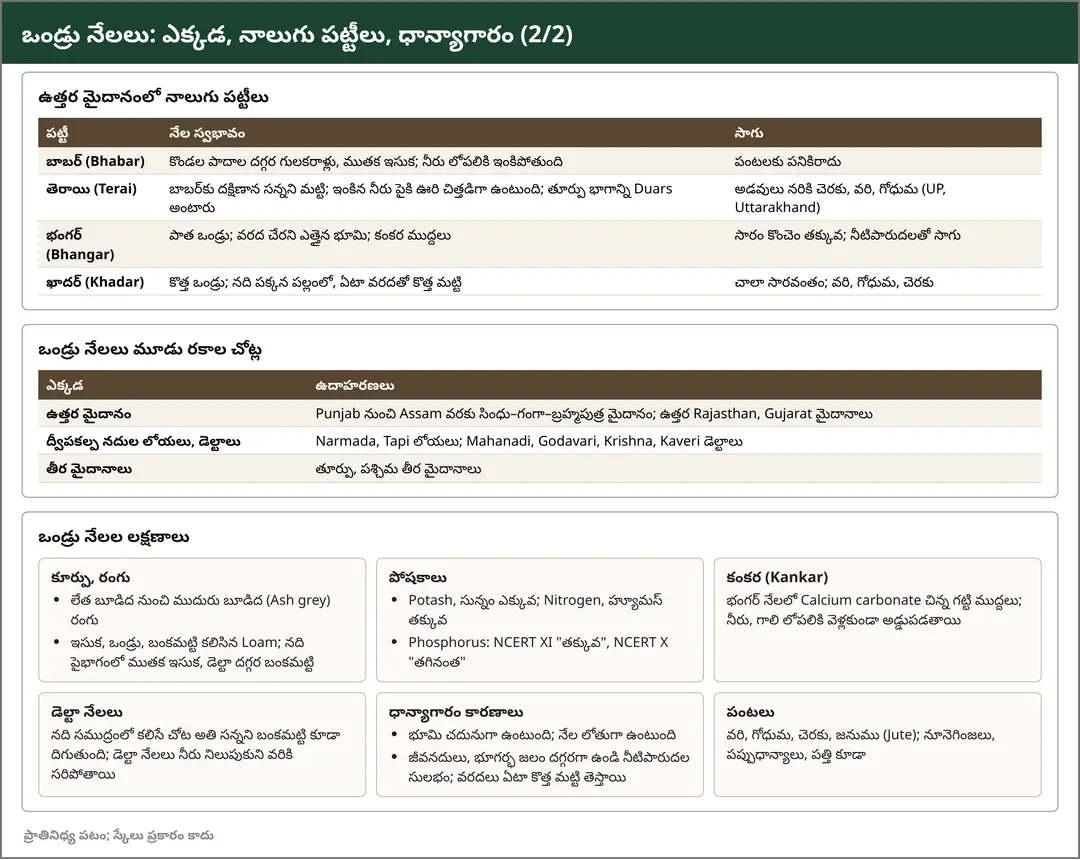 ఒండ్రు నేలలు: ఎక్కడ, నాలుగు పట్టీలు, ధాన్యాగారం (2/2)
ఉత్తర మైదానంలో నాలుగు పట్టీలు
పట్టీ నేల స్వభావం సాగు
బాబర్ (Bhabar) కొండల పాదాల దగ్గర గులకరాళ్లు, ముతక ఇసుక; నీరు లోపలికి ఇంకిపోతుంది పంటలకు పనికిరాదు
తెరాయి (Terai) బాబర్‌కు దక్షిణాన సన్నని మట్టి; ఇంకిన నీరు పైకి ఊరి చిత్తడిగా ఉంటుంది; తూర్పు భాగాన్ని Duars అడవులు నరికి చెరకు, వరి, గోధుమ (UP,
అంటారు Uttarakhand)
భంగర్ పాత ఒండ్రు; వరద చేరని ఎత్తైన భూమి; కంకర ముద్దలు సారం కొంచెం తక్కువ; నీటిపారుదలతో సాగు
(Bhangar)
ఖాదర్ (Khadar) కొత్త ఒండ్రు; నది పక్కన పల్లంలో, ఏటా వరదతో కొత్త మట్టి చాలా సారవంతం; వరి, గోధుమ, చెరకు
ఒండ్రు నేలలు మూడు రకాల చోట్ల
ఎక్కడ ఉదాహరణలు
ఉత్తర మైదానం Punjab నుంచి Assam వరకు సింధు–గంగా–బ్రహ్మపుత్ర మైదానం; ఉత్తర Rajasthan, Gujarat మైదానాలు
ద్వీపకల్ప నదుల లోయలు, డెల్టాలు Narmada, Tapi లోయలు; Mahanadi, Godavari, Krishna, Kaveri డెల్టాలు
తీర మైదానాలు తూర్పు, పశ్చిమ తీర మైదానాలు
ఒండ్రు నేలల లక్షణాలు
కూర్పు, రంగు
• లేత బూడిద నుంచి ముదురు బూడిద (Ash grey)
రంగు
• ఇసుక, ఒండ్రు, బంకమట్టి కలిసిన Loam; నది
పైభాగంలో ముతక ఇసుక, డెల్టా దగ్గర బంకమట్టి
పోషకాలు
• Potash, సున్నం ఎక్కువ; Nitrogen, హ్యూమస్
తక్కువ
• Phosphorus: NCERT XI "తక్కువ", NCERT X
"తగినంత"
కంకర (Kankar)
భంగర్ నేలలో Calcium carbonate చిన్న గట్టి ముద్దలు;
నీరు, గాలి లోపలికి వెళ్లకుండా అడ్డుపడతాయి
డెల్టా నేలలు
నది సముద్రంలో కలిసే చోట అతి సన్నని బంకమట్టి కూడా
దిగుతుంది; డెల్టా నేలలు నీరు నిలుపుకుని వరికి
సరిపోతాయి
ధాన్యాగారం కారణాలు
• భూమి చదునుగా ఉంటుంది; నేల లోతుగా ఉంటుంది
• జీవనదులు, భూగర్భ జలం దగ్గరగా ఉండి నీటిపారుదల
సులభం; వరదలు ఏటా కొత్త మట్టి తెస్తాయి
పంటలు
వరి, గోధుమ, చెరకు, జనుము (Jute); నూనెగింజలు,
పప్పుధాన్యాలు, పత్తి కూడా
ప్రాతినిధ్య పటం; స్కేలు ప్రకారం కాదు